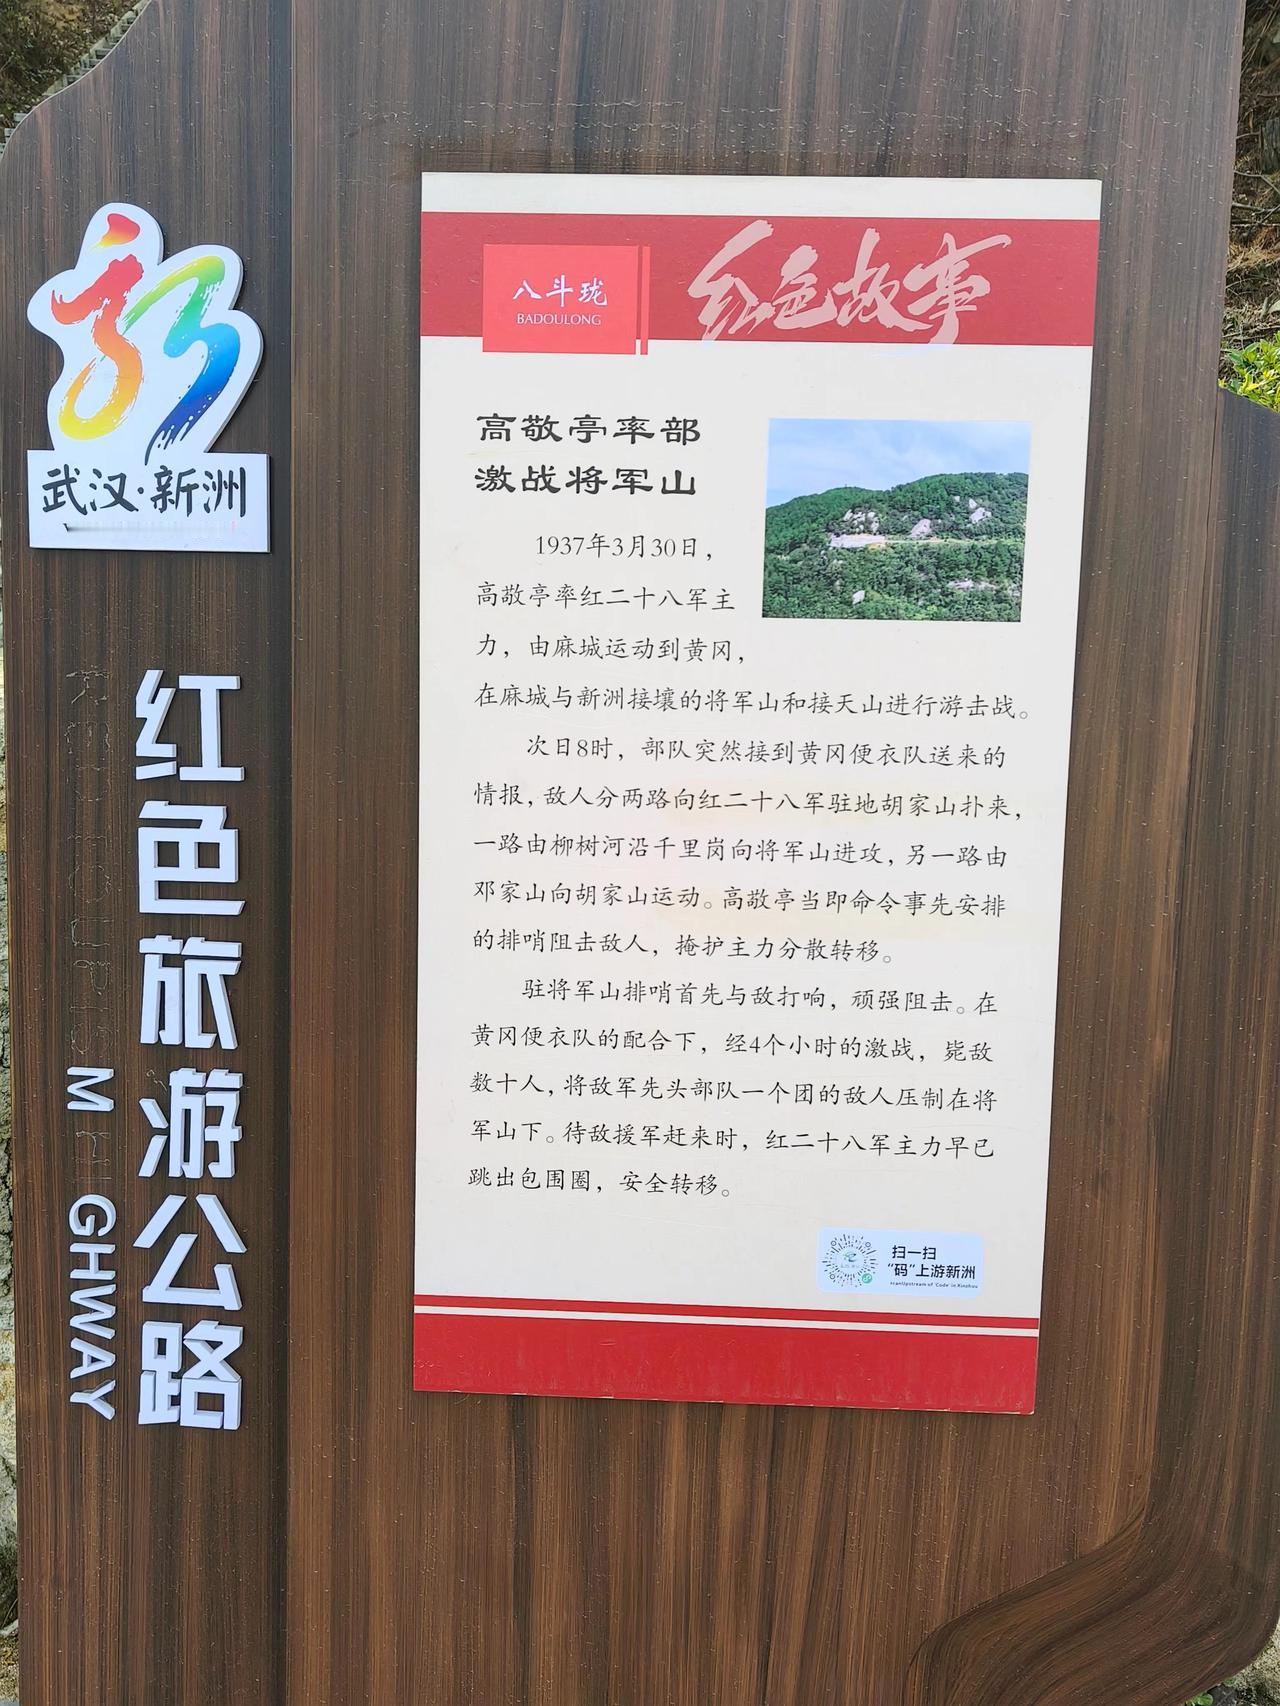 武汉·新洲
红色旅游公路
M
GHWAY
八斗珑
BADOULONG
红色故事
高敬亭率部
激战将军山
1937年3月30日，
高敬亭率红二十八军主
力，由麻城运动到黄冈，
在麻城与新洲接壤的将军山和接天山进行游击战。
次日8时，部队突然接到黄冈便衣队送来的
情报，敌人分两路向红二十八军驻地胡家山扑来，
一路由柳树河沿千里岗向将军山进攻，另一路由
邓家山向胡家山运动。高敬亭当即命令事先安排
的排哨阻击敌人，掩护主力分散转移。
驻将军山排哨首先与敌打响，顽强阻击。在
黄冈便衣队的配合下，经4个小时的激战，毙敌
数十人，将敌军先头部队一个团的敌人压制在将
军山下。待敌援军赶来时，红二十八军主力早已
跳出包围圈，安全转移。
扫一扫
“码”上游新洲
scanUpstream of 'Code' in Xinzhou